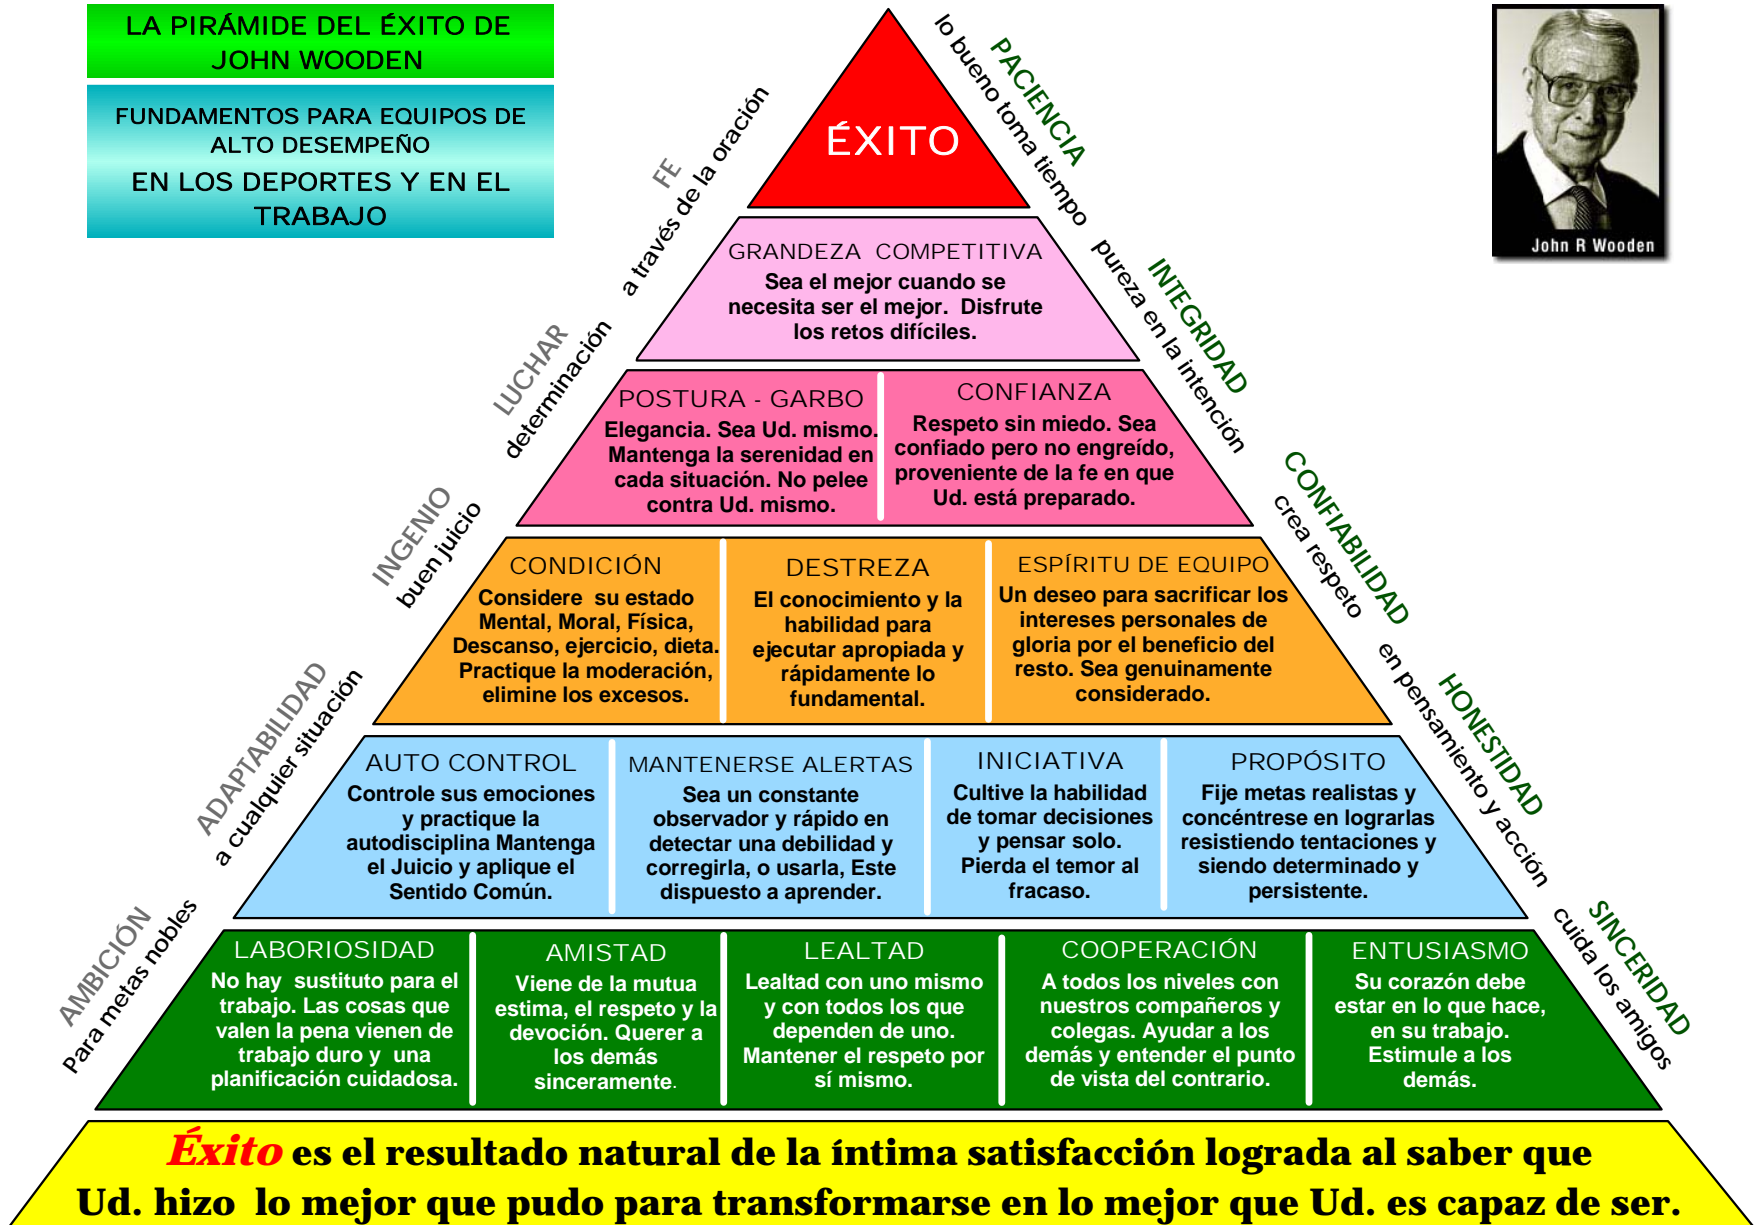 LA PIRÁMIDE DEL ÉXITO DE
JOHN WOODEN
FUNDAMENTOS PARA EQUIPOS DE
ALTO DESEMPEÑO
EN LOS DEPORTES Y EN EL
TRABAJO
John R Wooden
ÉXITO
GRANDEZA COMPETITIVA
Sea el mejor cuando se
necesita ser el mejor. Disfrute
los retos difíciles.
POSTURA - GARBO
Elegancia. Sea Ud. mismo.
Mantenga la serenidad en
cada situación. No pelee
contra Ud. mismo.
CONFIANZA
Respeto sin miedo. Sea
confiado pero no engreído,
proveniente de la fe en que
Ud. está preparado.
CONDICIÓN
Considere su estado
Mental, Moral, Física,
Descanso, ejercicio, dieta.
Practique la moderación,
elimine los excesos.
DESTREZA
El conocimiento y la
habilidad para
ejecutar apropiada y
rápidamente lo
fundamental.
ESPÍRITU DE EQUIPO
Un deseo para sacrificar los
intereses personales de
gloria por el beneficio del
resto. Sea genuinamente
considerado.
AUTO CONTROL
Controle sus emociones
y practique la
autodisciplina Mantenga
el Juicio y aplique el
Sentido Común.
MANTENERSE ALERTAS
Sea un constante
observador y rápido en
detectar una debilidad y
corregirla, o usarla, Este
dispuesto a aprender.
INICIATIVA
Cultive la habilidad
de tomar decisiones
y pensar solo.
Pierda el temor al
fracaso.
PROPÓSITO
Fije metas realistas y
concéntrese en lograrlas
resistiendo tentaciones y
siendo determinado y
persistente.
LABORIOSIDAD
No hay sustituto para el
trabajo. Las cosas que
valen la pena vienen de
trabajo duro y una
planificación cuidadosa.
AMISTAD
Viene de la mutua
estima, el respeto y la
devoción. Querer a
los demás
sinceramente.
LEALTAD
Lealtad con uno mismo
y con todos los que
dependen de uno.
Mantener el respeto por
sí mismo.
COOPERACIÓN
A todos los niveles con
nuestros compañeros y
colegas. Ayudar a los
demás y entender el punto
de vista del contrario.
ENTUSIASMO
Su corazón debe
estar en lo que hace,
en su trabajo.
Estimule a los
demás.
AMBICIÓN
Para metas nobles
ADAPTABILIDAD
a cualquier situación
INGENIO
buen juicio
LUCHAR
determinación
FE
a través de la oración
PACIENCIA
lo bueno toma tiempo
INTEGRIDAD
pureza en la intención
CONFIABILIDAD
crea respeto
HONESTIDAD
en pensamiento y acción
SINCERIDAD
cuida los amigos
Éxito es el resultado natural de la íntima satisfacción lograda al saber que
Ud. hizo lo mejor que pudo para transformarse en lo mejor que Ud. es capaz de ser.